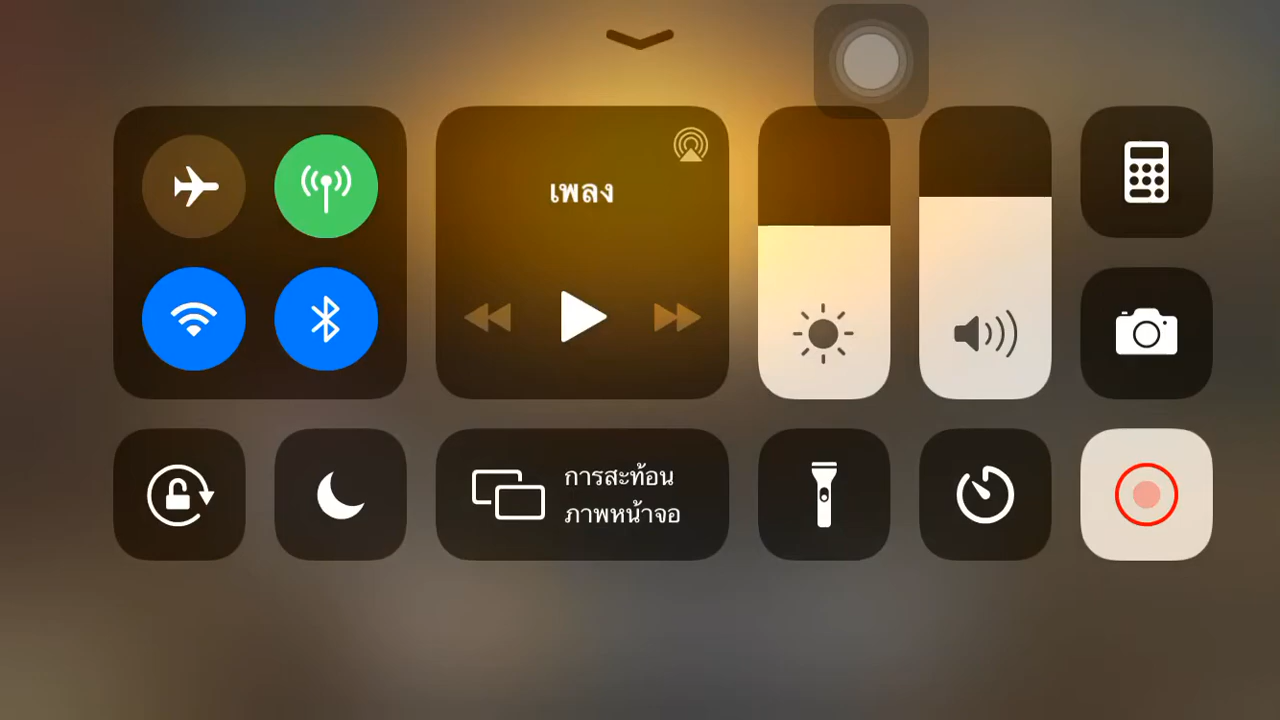 เพลง
การสะท้อน
ภาพหน้าจอ